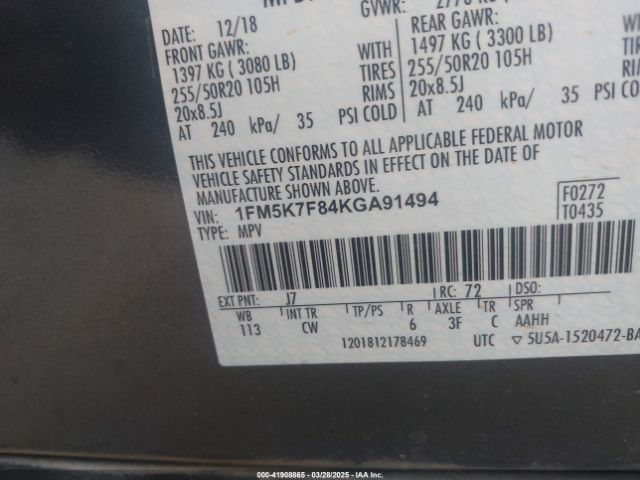 GVWR:
DATE: 12/18
FRONT GAWR: REAR GAWR:
1397 KG ( 3080 LB) WITH 1497 KG ( 3300 LB) WITH
255/50R20 105H TIRES 255/50R20 105H TIRES
20x8.5J RIMS 20x8.5J RIMS
AT 240 kPa/ 35 PSI COLD AT 240 kPa/ 35 PSI CO
THIS VEHICLE CONFORMS TO ALL APPLICABLE FEDERAL MOTOR
VEHICLE SAFETY STANDARDS IN EFFECT ON THE DATE OF
MANUFACTURE SHOWN ABOVE.
VIN: 1FM5K7F84KGA91494 F0272
TYPE: MPV T0435
EXT PNT: J7 RC: 72 DSO:
WB INT TR TP/PS R AXLE TR SPR
113 CW 6 3F C AAHH
1201812178469 UTC ▽ 5U5A-1520472-BA
000-41908865 - 03/28/2025 - IAA Inc.